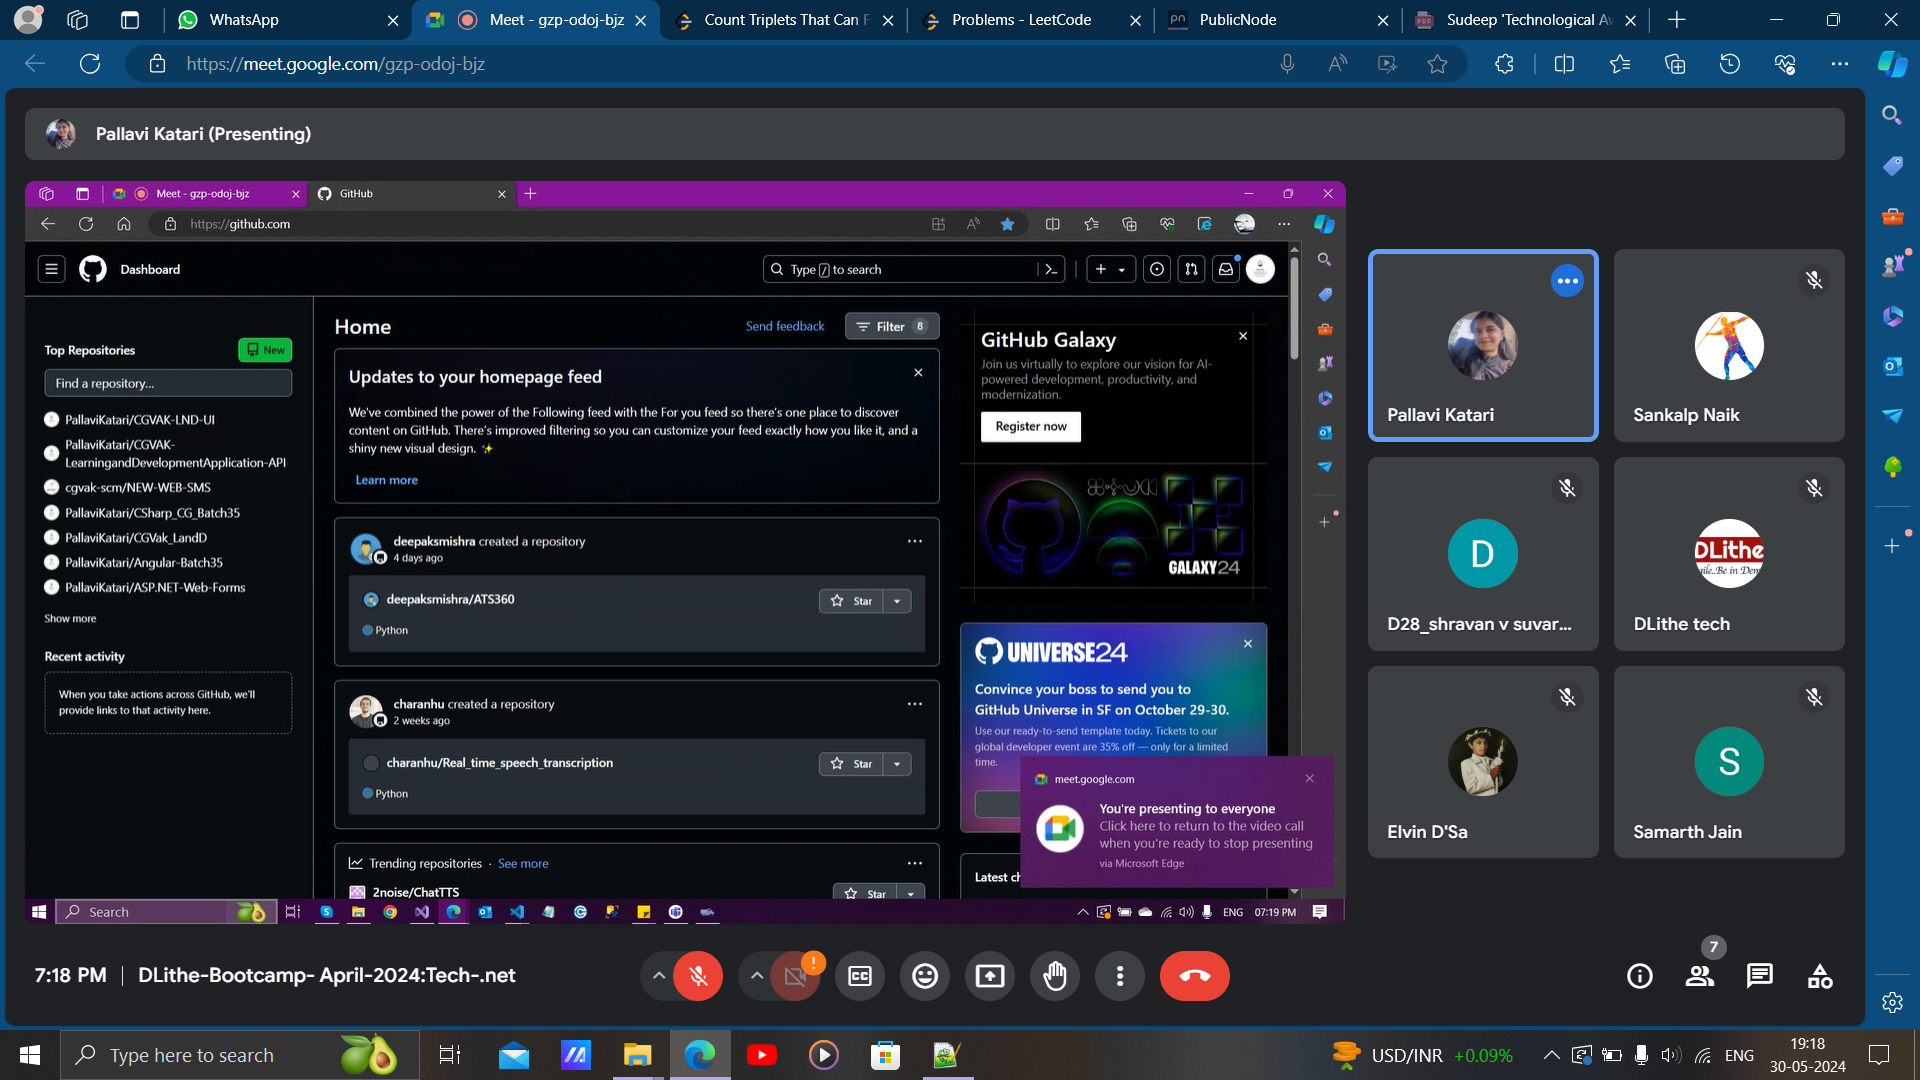 WhatsApp
Meet - gzp-odoj-bjz
Count Triplets That Can F
Problems - LeetCode
PublicNode
Sudeep 'Technological Aw
https://meet.google.com/gzp-odoj-bjz
Pallavi Katari (Presenting)
Meet - gzp-odoj-bjz
GitHub
https://github.com
Dashboard
Type / to search
Top Repositories
New
Find a repository...
PallaviKatari/CGVAK-LND-UI
PallaviKatari/CGVAK-
LearningandDevelopmentApplication-API
cgvak-scm/NEW-WEB-SMS
PallaviKatari/CSharp_CG_Batch35
PallaviKatari/CGVak_LandD
PallaviKatari/Angular-Batch35
PallaviKatari/ASP.NET-Web-Forms
Show more
Recent activity
When you take actions across GitHub, we'll
provide links to that activity here.
Home
Send feedback
Filter 8
Updates to your homepage feed
We've combined the power of the Following feed with the For you feed so there's one place to discover
content on GitHub. There's improved filtering so you can customize your feed exactly how you like it, and a
shiny new visual design. ✨
Learn more
deepaksmishra created a repository
4 days ago
deepaksmishra/ATS360
Star
Python
charanhu created a repository
2 weeks ago
charanhu/Real_time_speech_transcription
Star
Python
Trending repositories · See more
2noise/ChatTTS
Star
GitHub Galaxy
Join us virtually to explore our vision for AI-
powered development, productivity, and
modernization.
Register now
GALAXY24
UNIVERSE24
Convince your boss to send you to
GitHub Universe in SF on October 29-30.
Use our ready-to-send template today. Tickets to our
global developer event are 35% off — only for a limited
time.
Latest ch
meet.google.com
You're presenting to everyone
Click here to return to the video call
when you're ready to stop presenting
via Microsoft Edge
Search
ENG
07:19 PM
Pallavi Katari
Sankalp Naik
D
D28_shravan v suvar...
DLithe
DLithe tech
Elvin D'Sa
S
Samarth Jain
7:18 PM
DLithe-Bootcamp- April-2024:Tech-.net
7
Type here to search
USD/INR +0.09%
ENG
19:18
30-05-2024